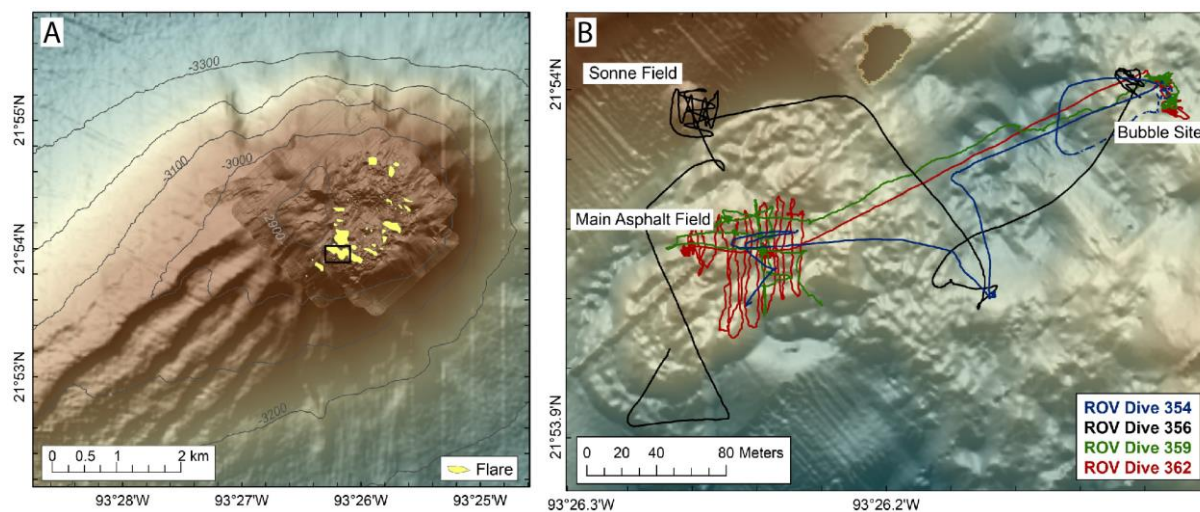 A
-3300
-3100
-3000
-2900
-3200
21°55'N
21°54'N
21°53'N
0 0.5 1 2 km
Flare
93°28'W 93°27'W 93°26'W 93°25'W
B
Sonne Field
Bubble Site
Main Asphalt Field
21°54'N
21°53.9'N
0 20 40 80 Meters
ROV Dive 354
ROV Dive 356
ROV Dive 359
ROV Dive 362
93°26.3'W 93°26.2'W